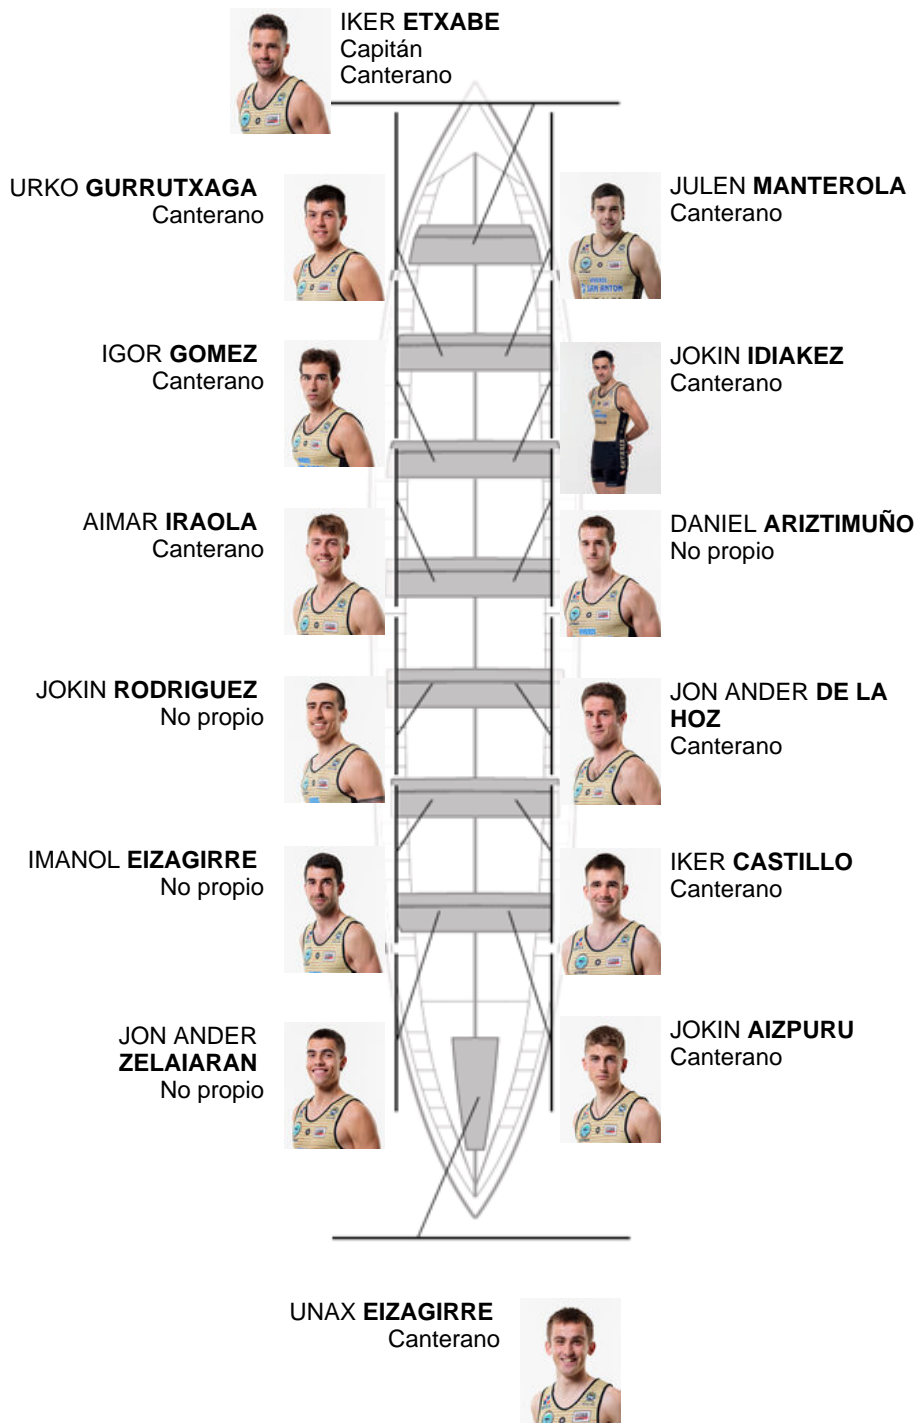 IKER ETXABE
Capitán
Canterano
URKO GURRUTXAGA
Canterano
JULEN MANTEROLA
Canterano
IGOR GOMEZ
Canterano
JOKIN IDIAKEZ
Canterano
AIMAR IRAOLA
Canterano
DANIEL ARIZTIMUÑO
No propio
JOKIN RODRIGUEZ
No propio
JON ANDER DE LA
HOZ
Canterano
IMANOL EIZAGIRRE
No propio
IKER CASTILLO
Canterano
JON ANDER
ZELAIARAN
No propio
JOKIN AIZPURU
Canterano
UNAX EIZAGIRRE
Canterano